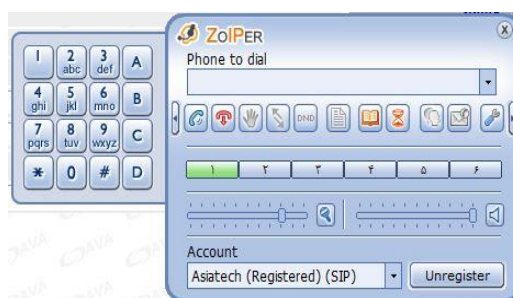 ZoIPER
Phone to dial
1 2 abc 3 def A
4 ghi 5 jkl 6 mno B
7 pqrs 8 tuv 9 wxyz C
* 0 # D
DND
۱ ۲ ۳ ۴ ۵ ۶
Account
Asiatech (Registered) (SIP)
Unregister
DAVA